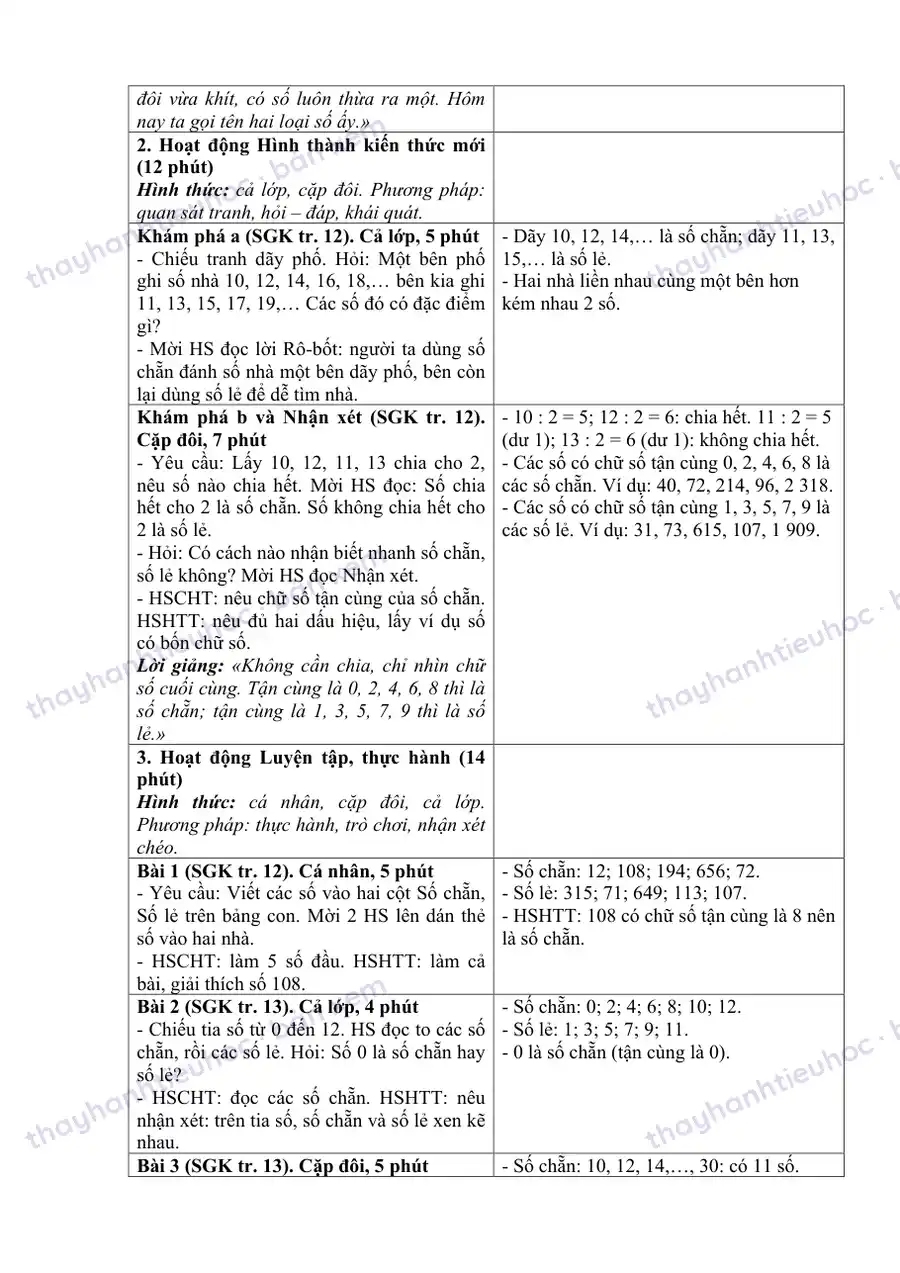 đôi vừa khít, có số luôn thừa ra một. Hôm
nay ta gọi tên hai loại số ấy.»
2. Hoạt động Hình thành kiến thức mới
(12 phút)
Hình thức: cả lớp, cặp đôi. Phương pháp:
quan sát tranh, hỏi – đáp, khái quát.
Khám phá a (SGK tr. 12). Cả lớp, 5 phút
- Chiếu tranh dãy phố. Hỏi: Một bên phố
ghi số nhà 10, 12, 14, 16, 18,… bên kia ghi
11, 13, 15, 17, 19,… Các số đó có đặc điểm
gì?
- Mời HS đọc lời Rô-bốt: người ta dùng số
chẵn đánh số nhà một bên dãy phố, bên còn
lại dùng số lẻ để dễ tìm nhà.
- Dãy 10, 12, 14,… là số chẵn; dãy 11, 13,
15,… là số lẻ.
- Hai nhà liền nhau cùng một bên hơn
kém nhau 2 số.
Khám phá b và Nhận xét (SGK tr. 12).
Cặp đôi, 7 phút
- Yêu cầu: Lấy 10, 12, 11, 13 chia cho 2,
nêu số nào chia hết. Mời HS đọc: Số chia
hết cho 2 là số chẵn. Số không chia hết cho
2 là số lẻ.
- Hỏi: Có cách nào nhận biết nhanh số chẵn,
số lẻ không? Mời HS đọc Nhận xét.
- HSCHT: nêu chữ số tận cùng của số chẵn.
HSHTT: nêu đủ hai dấu hiệu, lấy ví dụ số
có bốn chữ số.
Lời giảng: «Không cần chia, chỉ nhìn chữ
số cuối cùng. Tận cùng là 0, 2, 4, 6, 8 thì là
số chẵn; tận cùng là 1, 3, 5, 7, 9 thì là số
lẻ.»
- 10 : 2 = 5; 12 : 2 = 6: chia hết. 11 : 2 = 5
(dư 1); 13 : 2 = 6 (dư 1): không chia hết.
- Các số có chữ số tận cùng 0, 2, 4, 6, 8 là
các số chẵn. Ví dụ: 40, 72, 214, 96, 2 318.
- Các số có chữ số tận cùng 1, 3, 5, 7, 9 là
các số lẻ. Ví dụ: 31, 73, 615, 107, 1 909.
3. Hoạt động Luyện tập, thực hành (14
phút)
Hình thức: cá nhân, cặp đôi, cả lớp.
Phương pháp: thực hành, trò chơi, nhận xét
chéo.
Bài 1 (SGK tr. 12). Cá nhân, 5 phút
- Yêu cầu: Viết các số vào hai cột Số chẵn,
Số lẻ trên bảng con. Mời 2 HS lên dán thẻ
số vào hai nhà.
- HSCHT: làm 5 số đầu. HSHTT: làm cả
bài, giải thích số 108.
- Số chẵn: 12; 108; 194; 656; 72.
- Số lẻ: 315; 71; 649; 113; 107.
- HSHTT: 108 có chữ số tận cùng là 8 nên
là số chẵn.
Bài 2 (SGK tr. 13). Cả lớp, 4 phút
- Chiếu tia số từ 0 đến 12. HS đọc to các số
chẵn, rồi các số lẻ. Hỏi: Số 0 là số chẵn hay
số lẻ?
- HSCHT: đọc các số chẵn. HSHTT: nêu
nhận xét: trên tia số, số chẵn và số lẻ xen kẽ
nhau.
- Số chẵn: 0; 2; 4; 6; 8; 10; 12.
- Số lẻ: 1; 3; 5; 7; 9; 11.
- 0 là số chẵn (tận cùng là 0).
Bài 3 (SGK tr. 13). Cặp đôi, 5 phút
- Số chẵn: 10, 12, 14,…, 30: có 11 số.
thayhanhtieuhoc · bản xem
thayhanhtieuhoc · b
thayhanhtieuhoc · bản xem
thayhanhtieuhoc · b
thayhanhtieuhoc · bản xem
thayhanhtieuhoc · b